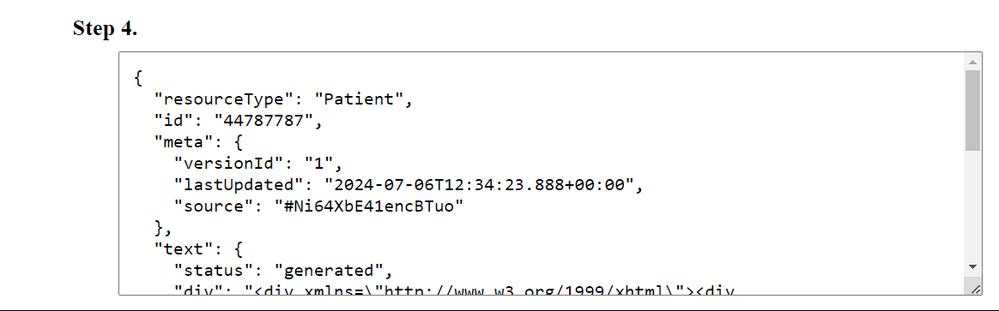 Step 4.
{
  "resourceType": "Patient",
  "id": "44787787",
  "meta": {
    "versionId": "1",
    "lastUpdated": "2024-07-06T12:34:23.888+00:00",
    "source": "#Ni64XbE41encBTuo"
  },
  "text": {
    "status": "generated",
    "div": "<div xmlns=\"http://www.w3.org/1999/xhtml\"><div